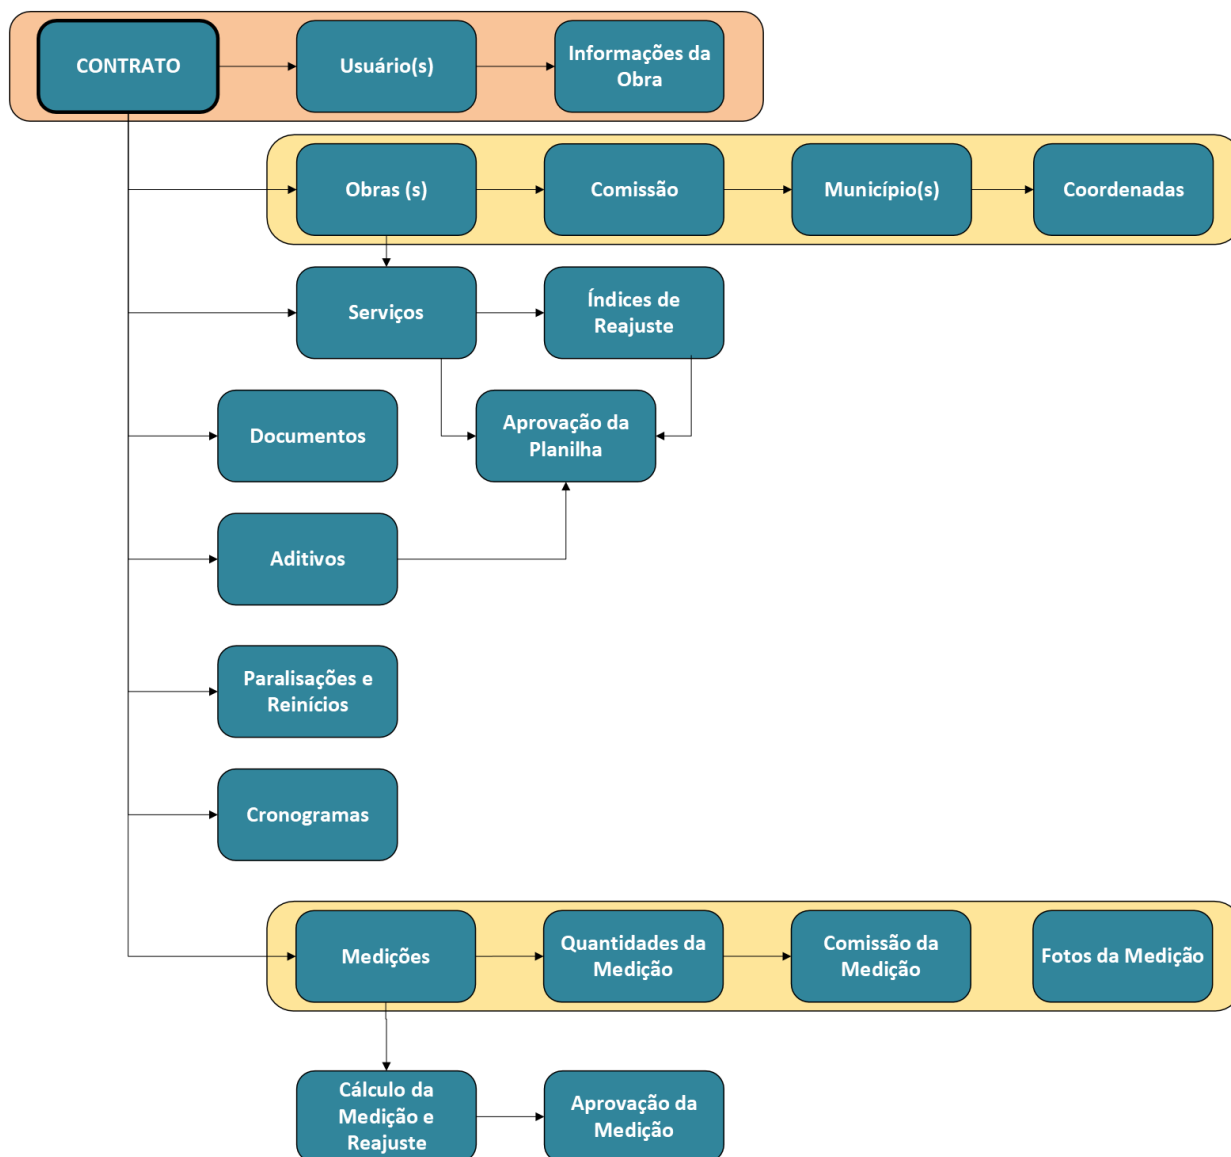 CONTRATO
Usuário(s)
Informações da
Obra
Obras (s)
Comissão
Município(s)
Coordenadas
Serviços
Índices de
Reajuste
Documentos
Aprovação da
Planilha
Aditivos
Paralisações e
Reinícios
Cronogramas
Medições
Quantidades da
Medição
Comissão da
Medição
Fotos da Medição
Cálculo da
Medição e
Reajuste
Aprovação da
Medição